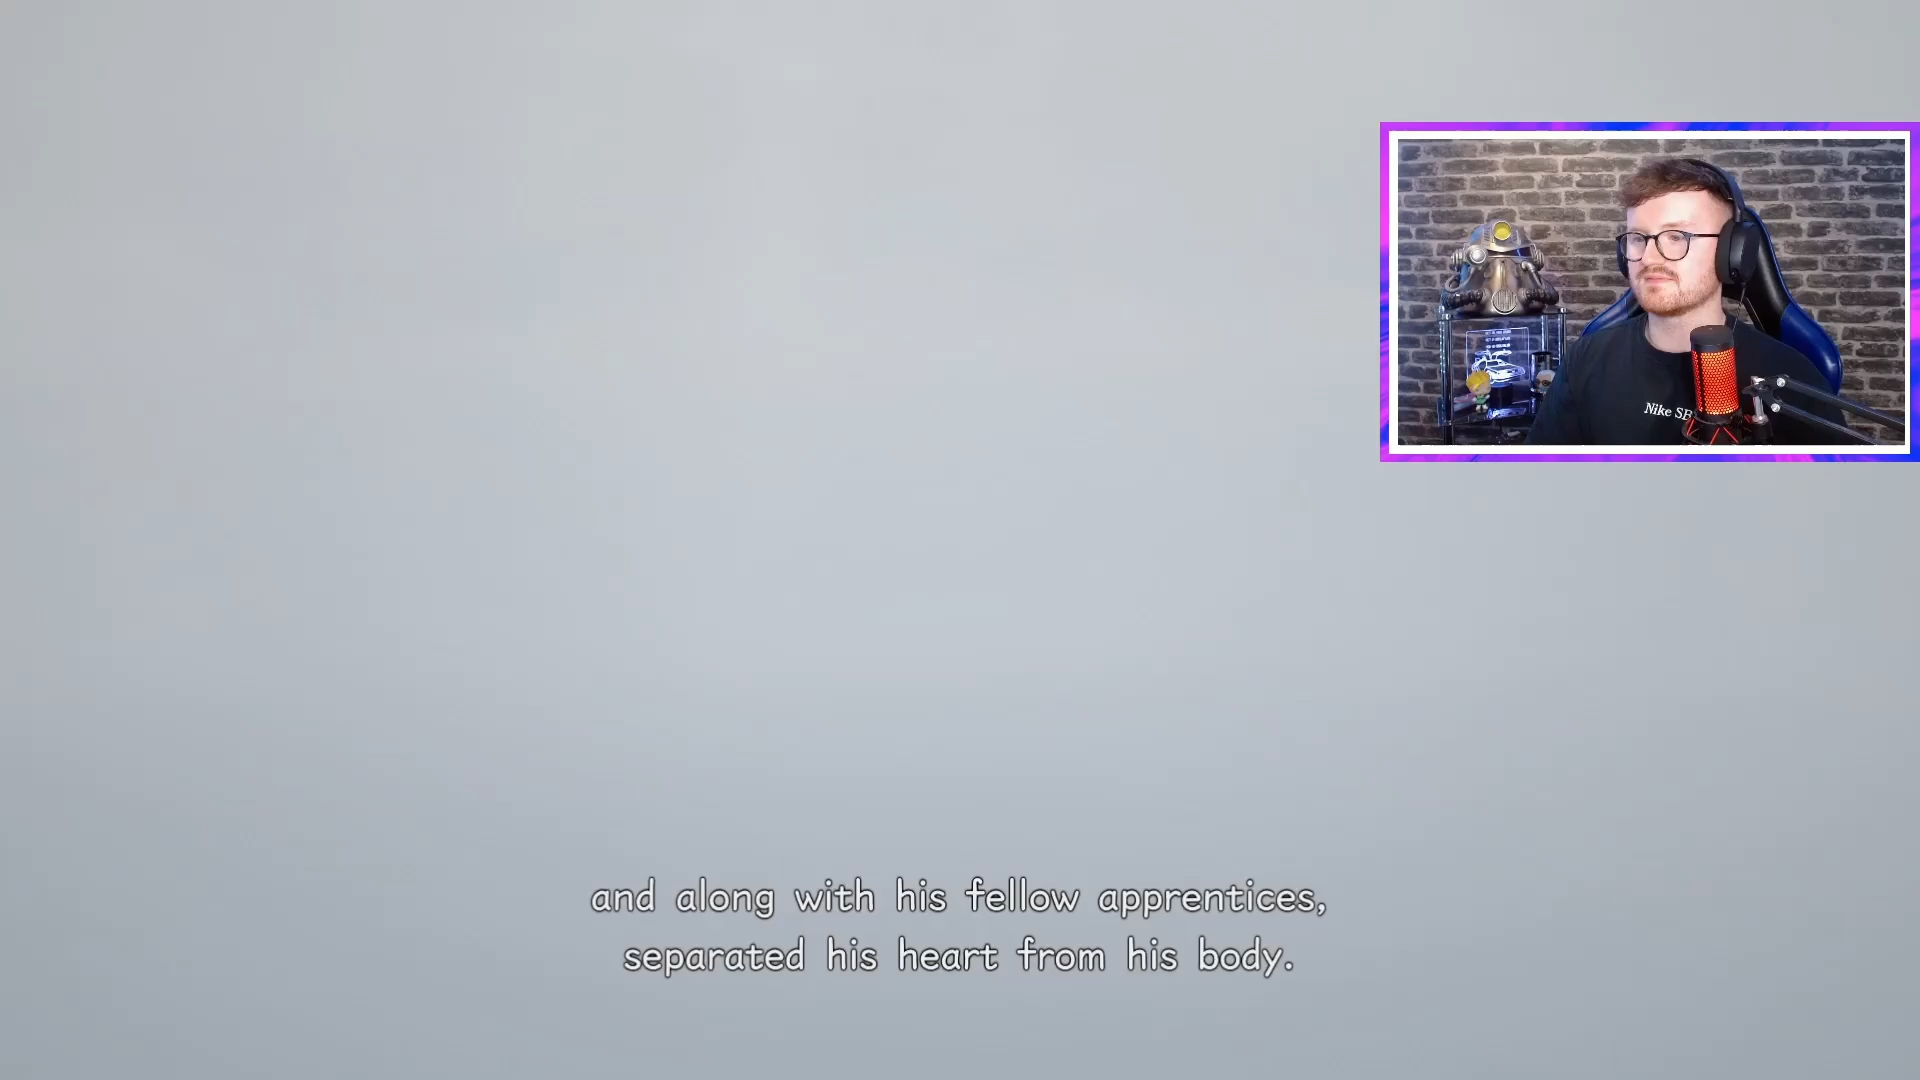 and along with his fellow apprentices,
separated his heart from his body.
Nike SB